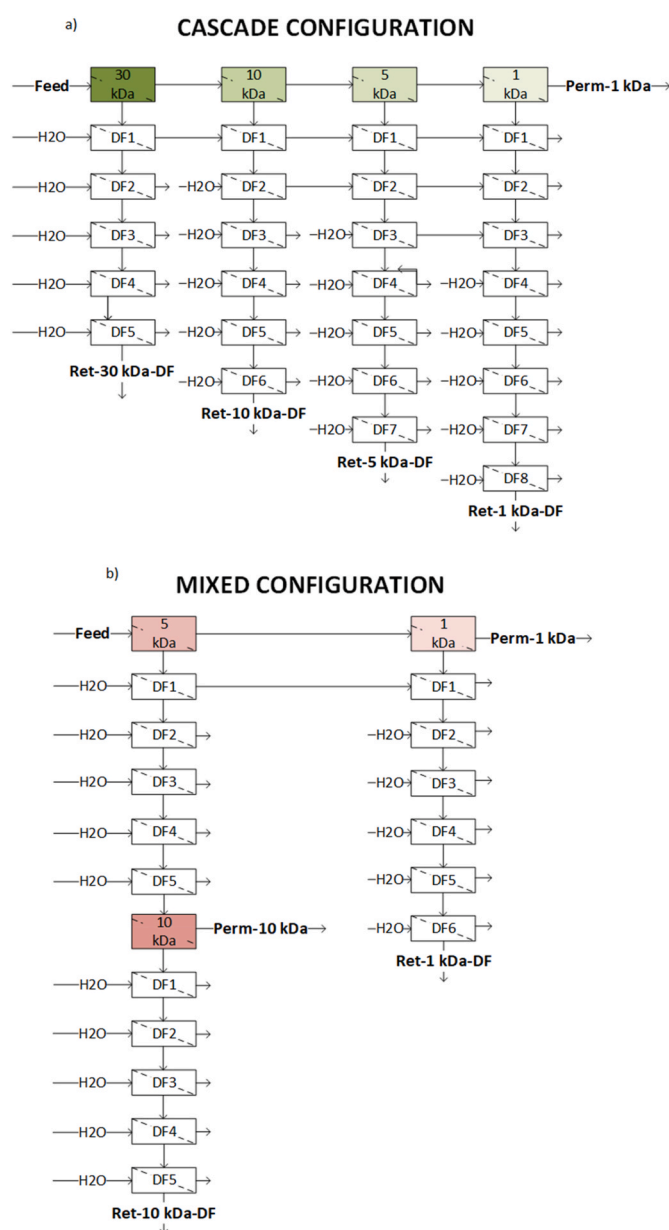 a)
CASCADE CONFIGURATION
Feed 30 kDa 10 kDa 5 kDa 1 kDa Perm-1 kDa
H2O DF1 DF1 DF1 DF1
H2O DF2 H2O DF2 DF2 DF2
H2O DF3 H2O DF3 H2O DF3 DF3
H2O DF4 H2O DF4 H2O DF4 H2O DF4
H2O DF5 H2O DF5 H2O DF5 H2O DF5
Ret-30 kDa-DF H2O DF6 H2O DF6 H2O DF6
Ret-10 kDa-DF H2O DF7 H2O DF7
Ret-5 kDa-DF H2O DF8
Ret-1 kDa-DF
b)
MIXED CONFIGURATION
Feed 5 kDa 1 kDa Perm-1 kDa
H2O DF1 DF1
H2O DF2 H2O DF2
H2O DF3 H2O DF3
H2O DF4 H2O DF4
H2O DF5 H2O DF5
10 kDa Perm-10 kDa H2O DF6
Ret-1 kDa-DF
H2O DF1
H2O DF2
H2O DF3
H2O DF4
H2O DF5
Ret-10 kDa-DF